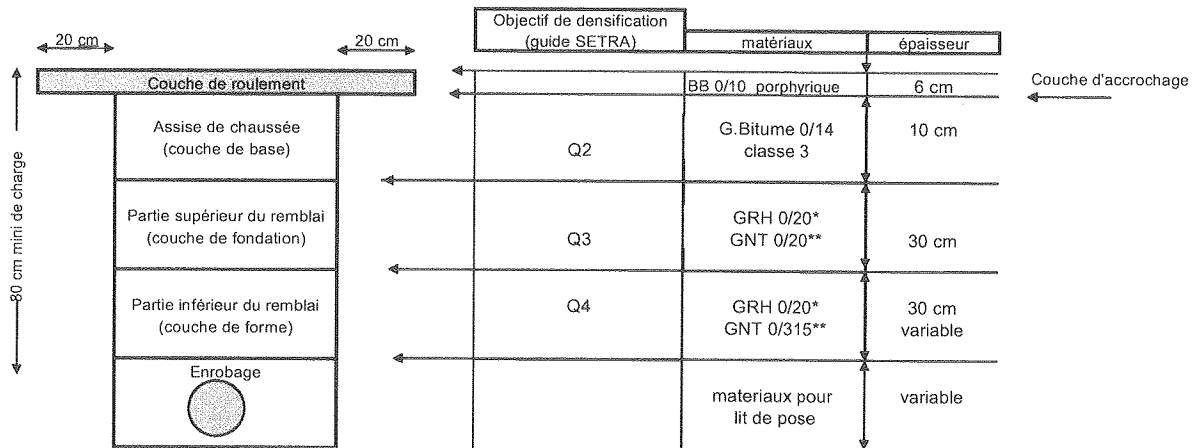 Objectif de densification
(guide SETRA)
matériaux
épaisseur
20 cm
20 cm
Couche de roulement
BB 0/10 porphyrique
6 cm
Couche d'accrochage
Assise de chaussée
(couche de base)
Q2
G.Bitume 0/14
classe 3
10 cm
80 cm mini de charge
Partie supérieur du remblai
(couche de fondation)
Q3
GRH 0/20*
GNT 0/20**
30 cm
Partie inférieur du remblai
(couche de forme)
Q4
GRH 0/20*
GNT 0/315**
30 cm
variable
Enrobage
materiaux pour
lit de pose
variable